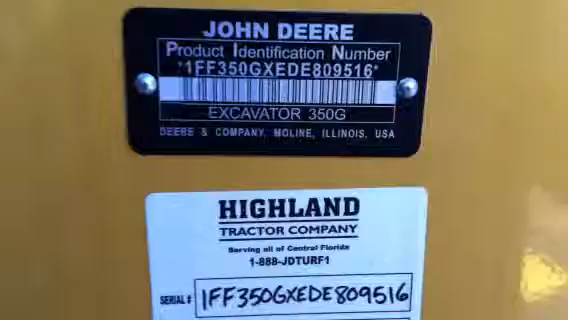 JOHN DEERE
Product Identification Number
*1FF350GXEDE809516*
EXCAVATOR 350G
DEERE & COMPANY, MOLINE, ILLINOIS, USA
HIGHLAND
TRACTOR COMPANY
Serving all of Central Florida
1-888-JDTURF1
SERIAL # 1FF350GXEDE809516